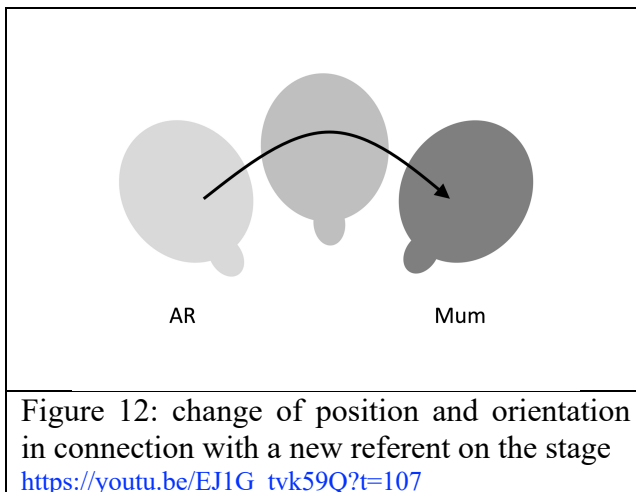 AR
Mum
Figure 12: change of position and orientation
in connection with a new referent on the stage
https://youtu.be/EJ1G_tvk59Q?t=107